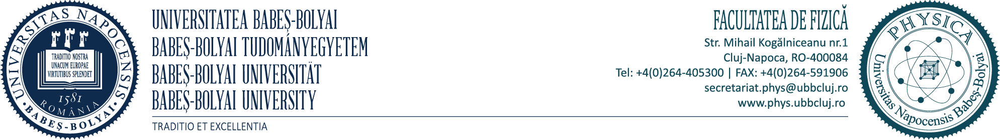 UNIVERSITAS NAPOCENSIS
• BABEȘ-BOLYAI •
TRADITIO NOSTRA
UNACUM EUROPAE
VIRTUTIBUS SPLENDET
1581
ROMÂNIA
UNIVERSITATEA BABEȘ-BOLYAI
BABEȘ-BOLYAI TUDOMÁNYEGYETEM
BABEȘ-BOLYAI UNIVERSITÄT
BABEȘ-BOLYAI UNIVERSITY
TRADITIO ET EXCELLENTIA
FACULTATEA DE FIZICĂ
Str. Mihail Kogălniceanu nr.1
Cluj-Napoca, RO-400084
Tel: +4(0)264-405300 | FAX: +4(0)264-591906
secretariat.phys@ubbcluj.ro
www.phys.ubbcluj.ro
PHYSICA
Universitas Napocensis Babeș-Bolyai